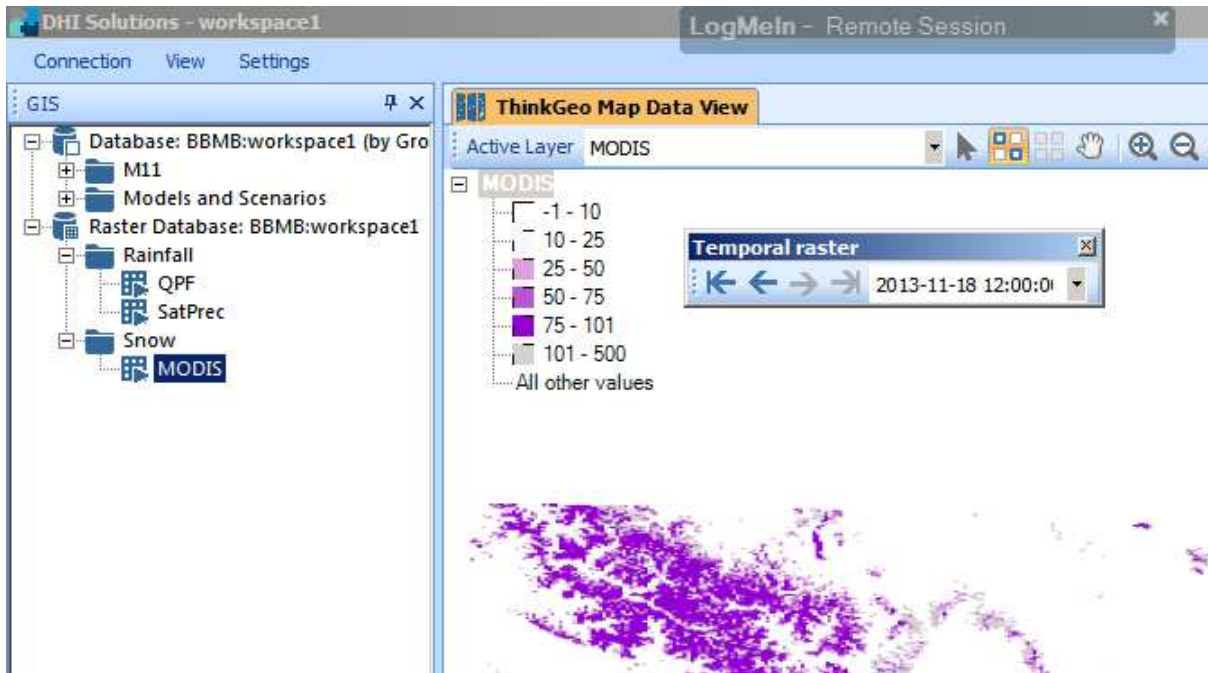 DHI Solutions - workspace1
LogMeIn - Remote Session
Connection View Settings
GIS
ThinkGeo Map Data View
Active Layer MODIS
Database: BBMB:workspace1 (by Gro
M11
Models and Scenarios
Raster Database: BBMB:workspace1
Rainfall
QPF
SatPrec
Snow
MODIS
MODIS
-1 - 10
10 - 25
25 - 50
50 - 75
75 - 101
101 - 500
All other values
Temporal raster
2013-11-18 12:00:0